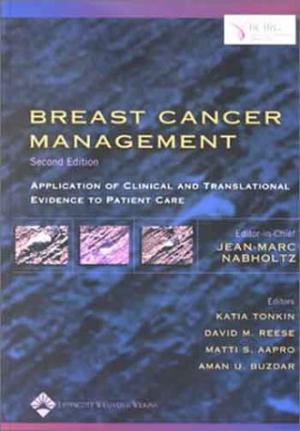 BREAST CANCER
MANAGEMENT
Second Edition
APPLICATION OF CLINICAL AND TRANSLATIONAL
EVIDENCE TO PATIENT CARE
Editor-in-Chief
JEAN-MARC
NABHOLTZ
Editors
KATIA TONKIN
DAVID M. REESE
MATTI S. AAPRO
AMAN U. BUZDAR
LIPPINCOTT WILLIAMS & WILKINS